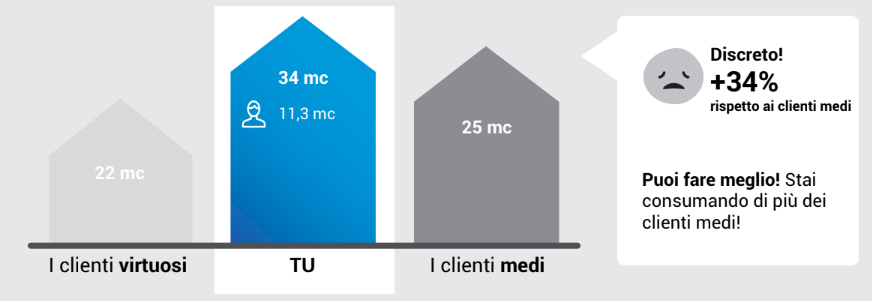 22 mc
34 mc
11,3 mc
25 mc
I clienti virtuosi
TU
I clienti medi
Discreto!
+34%
rispetto ai clienti medi
Puoi fare meglio! Stai
consumando di più dei
clienti medi!